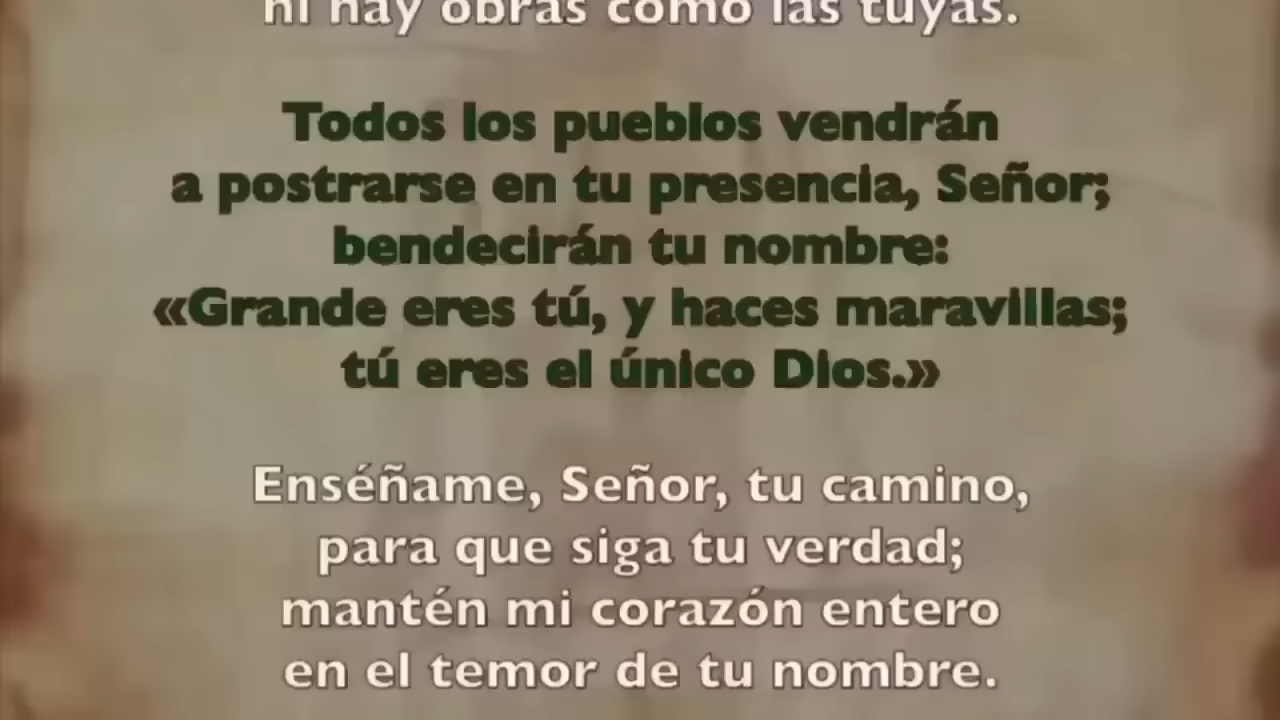 ni hay obras como las tuyas.
Todos los pueblos vendrán
a postrarse en tu presencia, Señor;
bendecirán tu nombre:
«Grande eres tú, y haces maravillas;
tú eres el único Dios.»
Enséñame, Señor, tu camino,
para que siga tu verdad;
mantén mi corazón entero
en el temor de tu nombre.